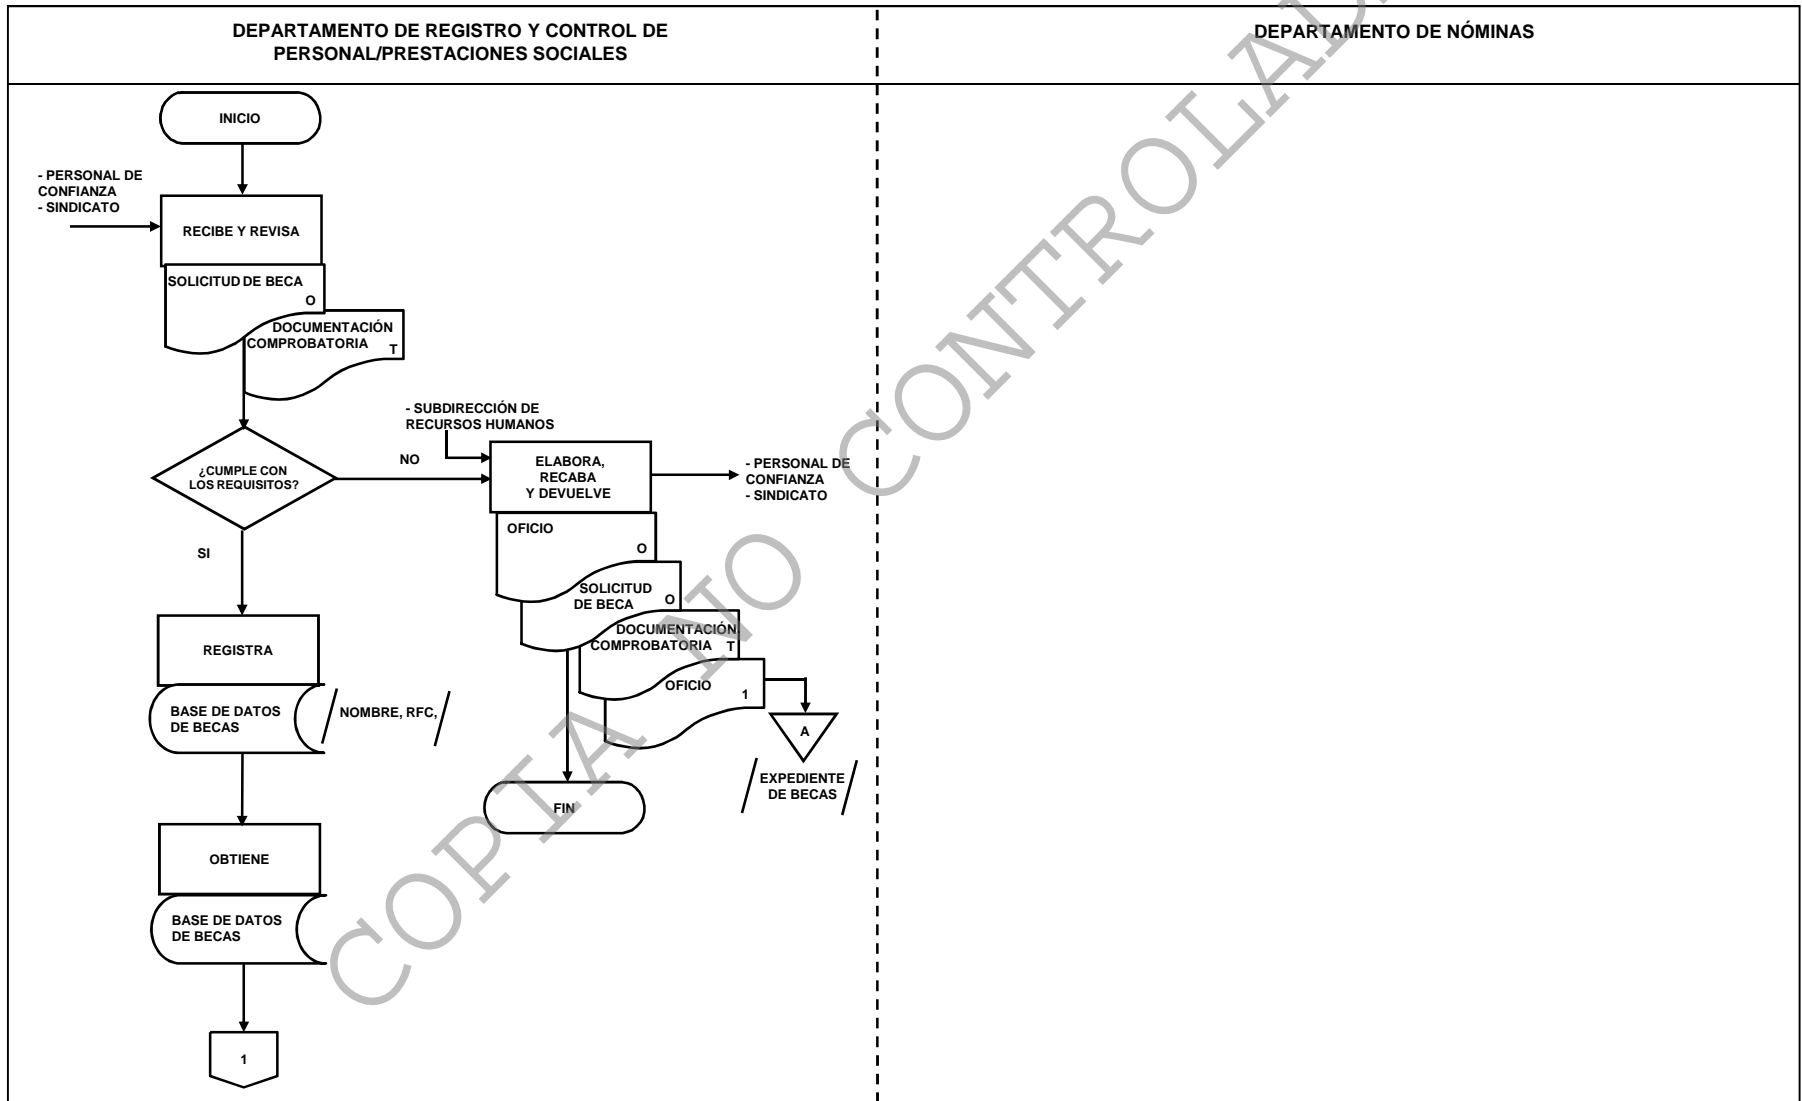 DEPARTAMENTO DE REGISTRO Y CONTROL DE
PERSONAL/PRESTACIONES SOCIALES
DEPARTAMENTO DE NÓMINAS
INICIO
- PERSONAL DE
CONFIANZA
- SINDICATO
RECIBE Y REVISA
SOLICITUD DE BECA
O
DOCUMENTACIÓN
COMPROBATORIA
T
¿CUMPLE CON
LOS REQUISITOS?
NO
- SUBDIRECCIÓN DE
RECURSOS HUMANOS
ELABORA,
RECABA
Y DEVUELVE
- PERSONAL DE
CONFIANZA
- SINDICATO
OFICIO
O
SOLICITUD
DE BECA
O
DOCUMENTACIÓN
COMPROBATORIA
T
OFICIO
1
A
EXPEDIENTE
DE BECAS
FIN
SI
REGISTRA
BASE DE DATOS
DE BECAS
NOMBRE, RFC,
OBTIENE
BASE DE DATOS
DE BECAS
1
COPIA NO CONTROLAD